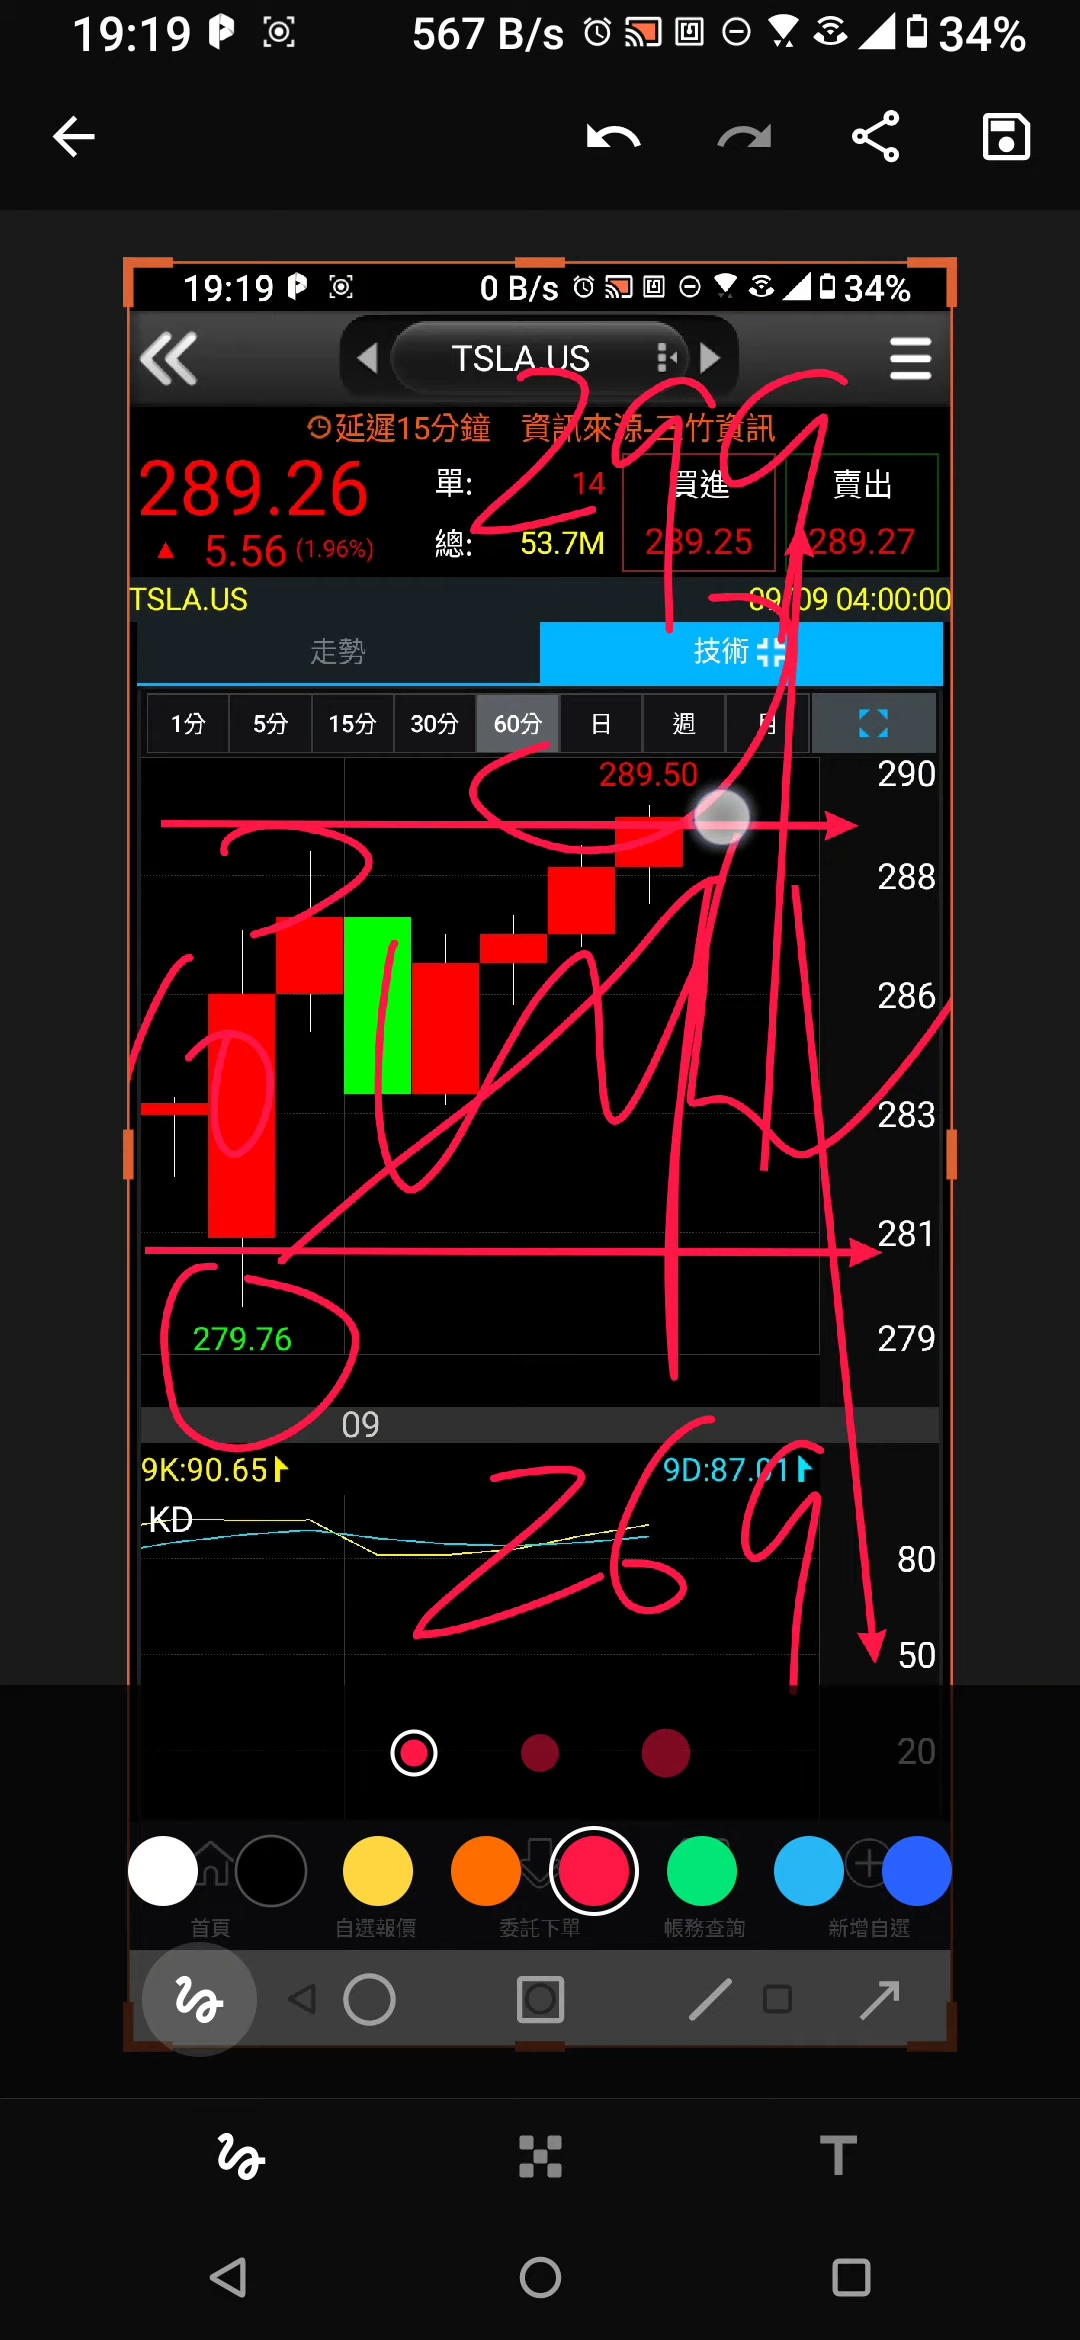 19:19 567 B/s 34%
19:19 0 B/s 34%
TSLA.US
延遲15分鐘 資訊來源-三竹資訊
289.26 單: 14 買進 賣出
▲ 5.56 (1.96%) 總: 53.7M 289.25 289.27
299
TSLA.US 09/09 04:00:00
走勢 技術
1分 5分 15分 30分 60分 日 週 月
289.50 290
288
286
283
281
279.76 279
09
9K:90.65 9D:87.01
KD
269
80
50
20
首頁 自選報價 委託下單 帳務查詢 新增自選
T